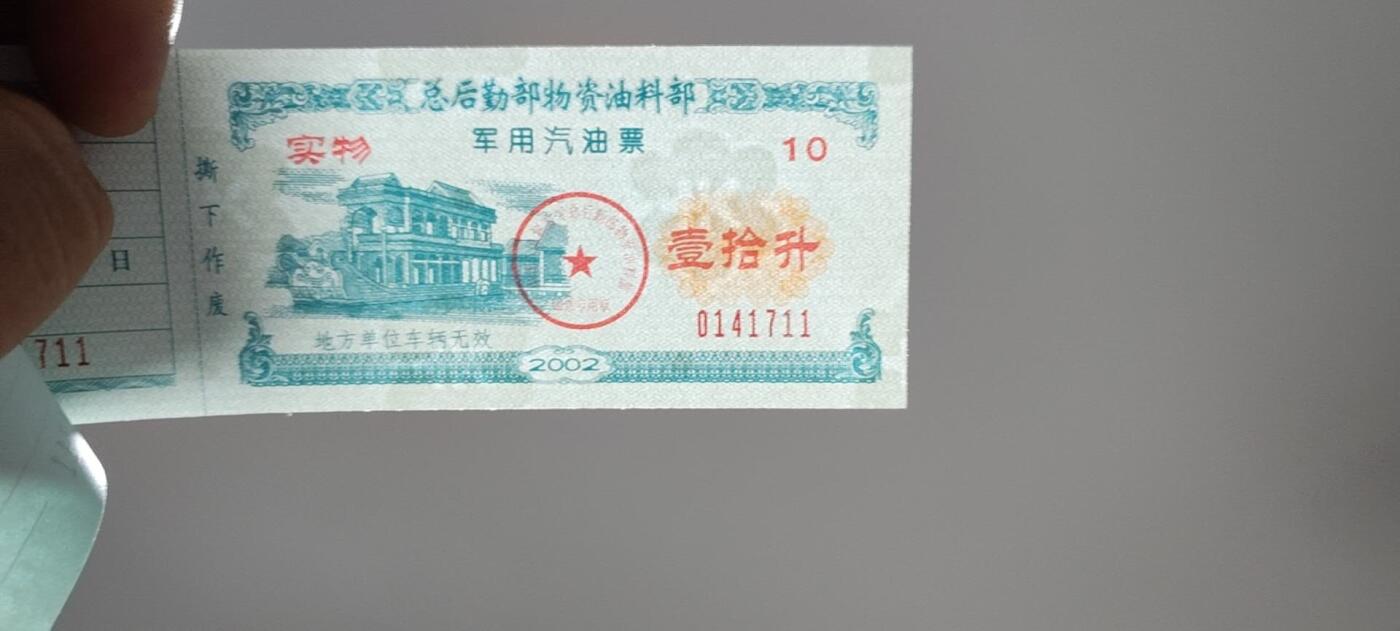 总后勤部物资油料部
军用汽油票
实物
10
撕下作废
壹拾升
日
0141711
地方单位车辆无效
711
2002